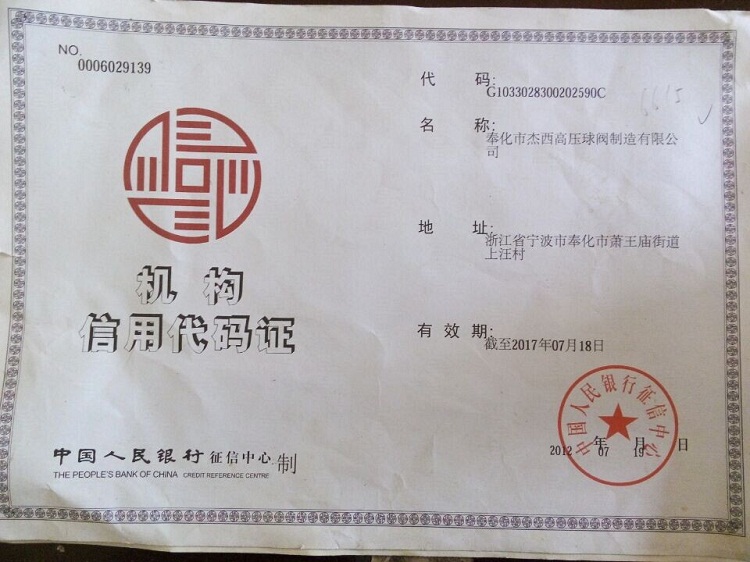 NO.
0006029139
机 构
信用代码证
中国人民银行 征信中心 制
THE PEOPLE'S BANK OF CHINA CREDIT REFERENCE CENTRE
代 码:
G1033028300202590C
名 称:
奉化市杰西高压球阀制造有限公
司
地 址:
浙江省宁波市奉化市萧王庙街道
上汪村
有 效 期:
截至2017年07月18日
中国人民银行征信中心
2012 年 07 月 19 日